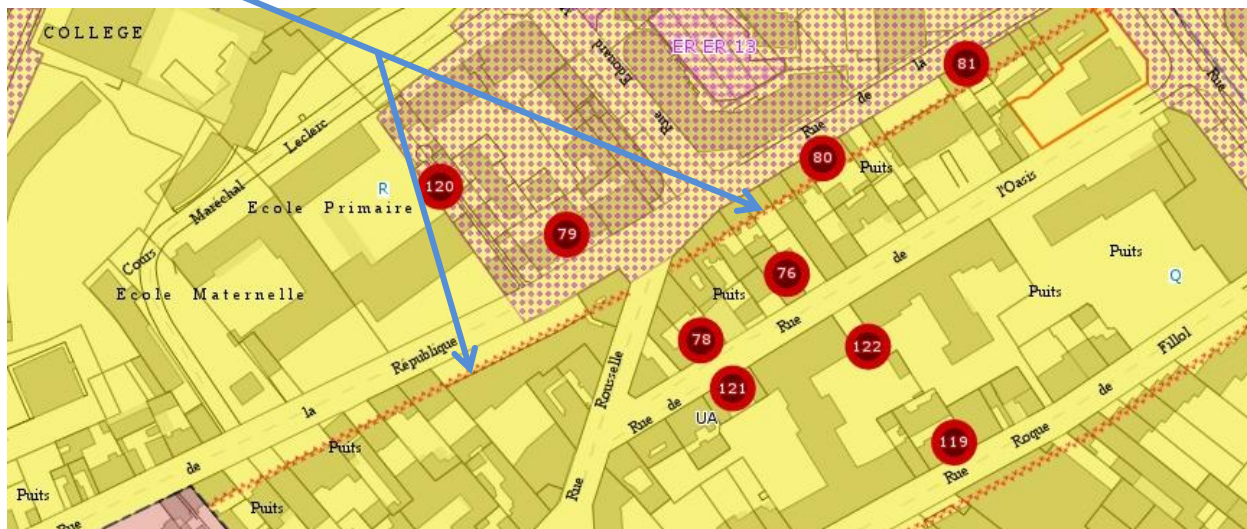 COLLEGE
ER ER 13
Edouard
Rue
81
la
de
Rue
Rue
80
Puits
Leclerc
Marechal
Cours
R
120
Ecole Primaire
79
l'Oasis
de
Rue
76
Puits
Q
Puits
Puits
Ecole Maternelle
78
122
Fillol
de
Roque
Rue
République
la
de
Rue
Rousselle
Rue
121
UA
Rue de
119
Puits
Puits
Puits